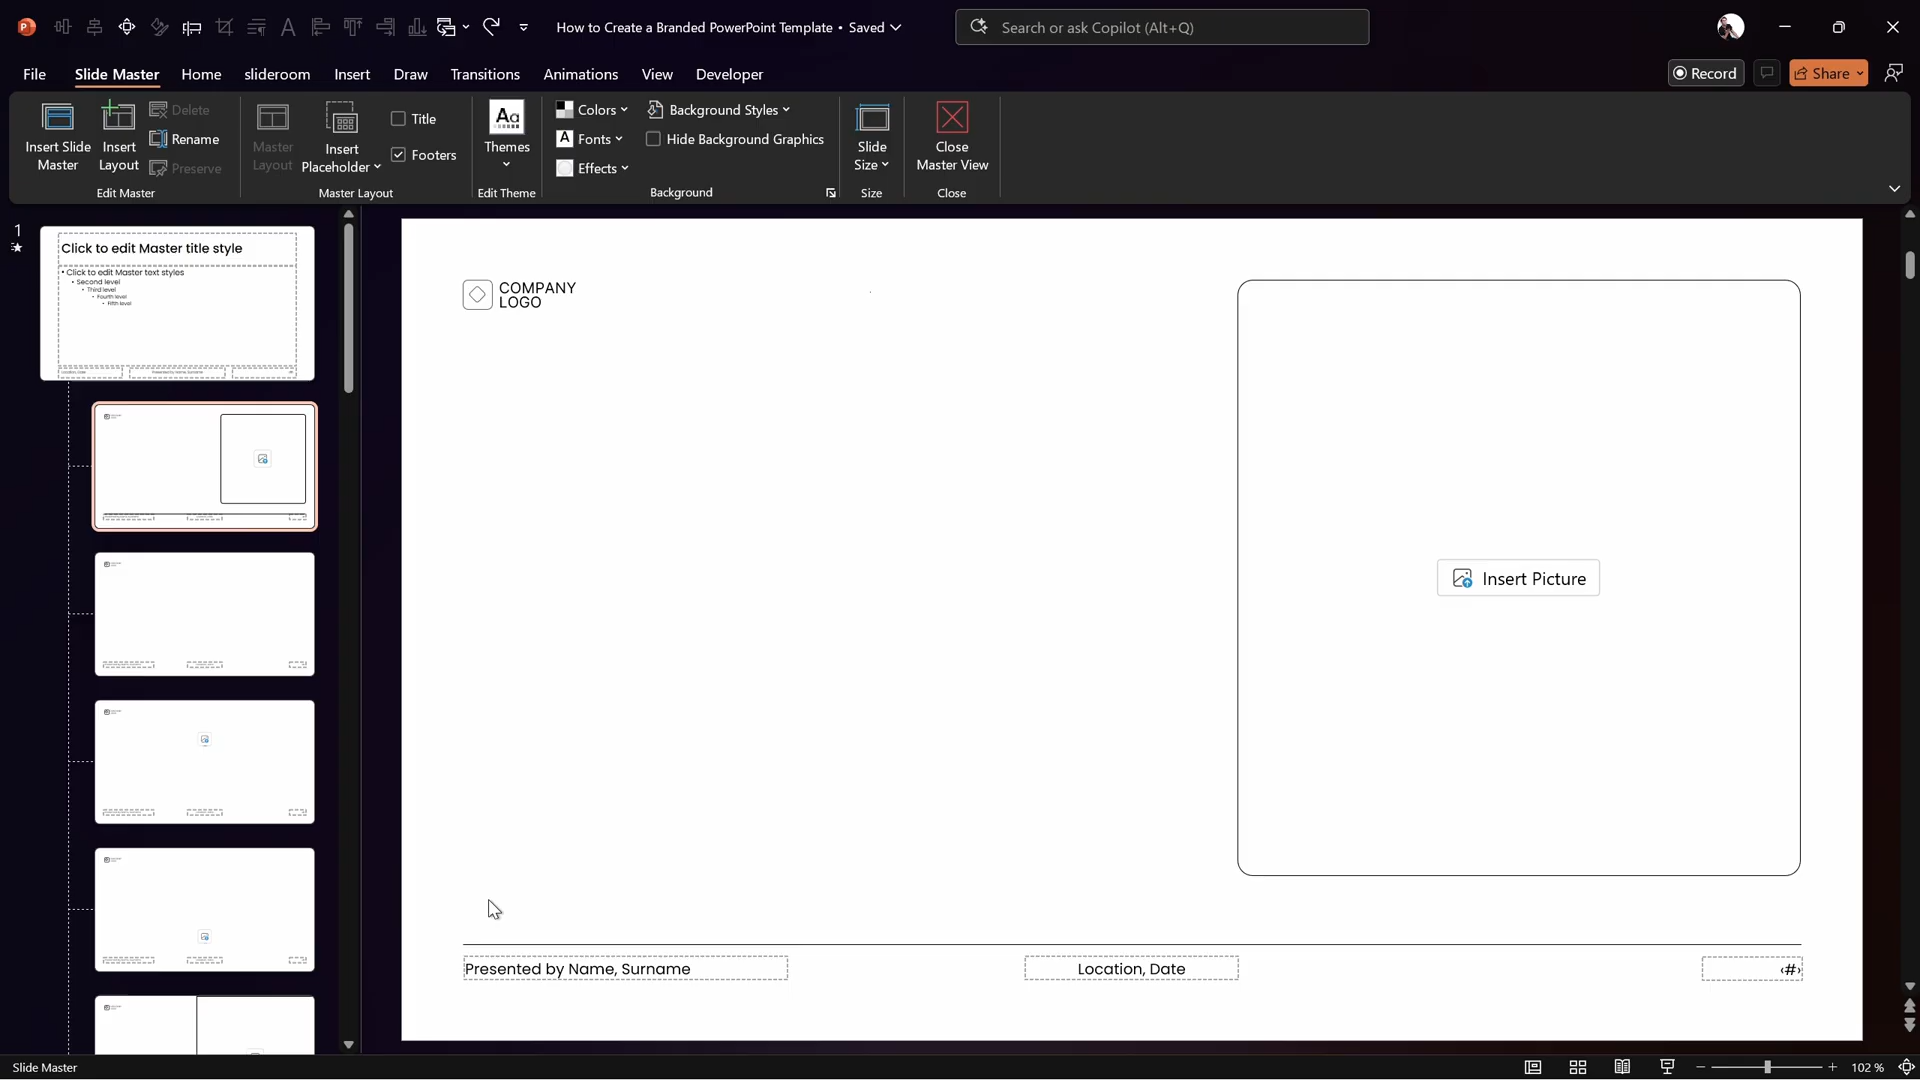 How to Create a Branded PowerPoint Template • Saved
Search or ask Copilot (Alt+Q)
File
Slide Master
Home
slideroom
Insert
Draw
Transitions
Animations
View
Developer
Record
Share
Insert Slide
Master
Insert
Layout
Delete
Rename
Preserve
Edit Master
Master
Layout
Insert
Placeholder
Title
Footers
Master Layout
Aa
Themes
Edit Theme
Colors
A Fonts
Effects
Background Styles
Hide Background Graphics
Background
Slide
Size
Size
Close
Master View
Close
1
Click to edit Master title style
• Click to edit Master text styles
• Second level
• Third level
• Fourth level
• Fifth level
COMPANY
LOGO
Insert Picture
Presented by Name, Surname
Location, Date
‹#›
Slide Master
102 %